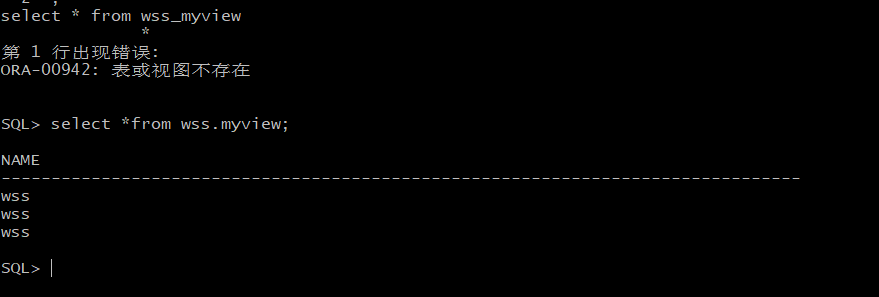 select * from wss_myview
*
第 1 行出现错误:
ORA-00942: 表或视图不存在
SQL> select *from wss.myview;
NAME
--------------------------------------------------------------------------------
wss
wss
wss
SQL>